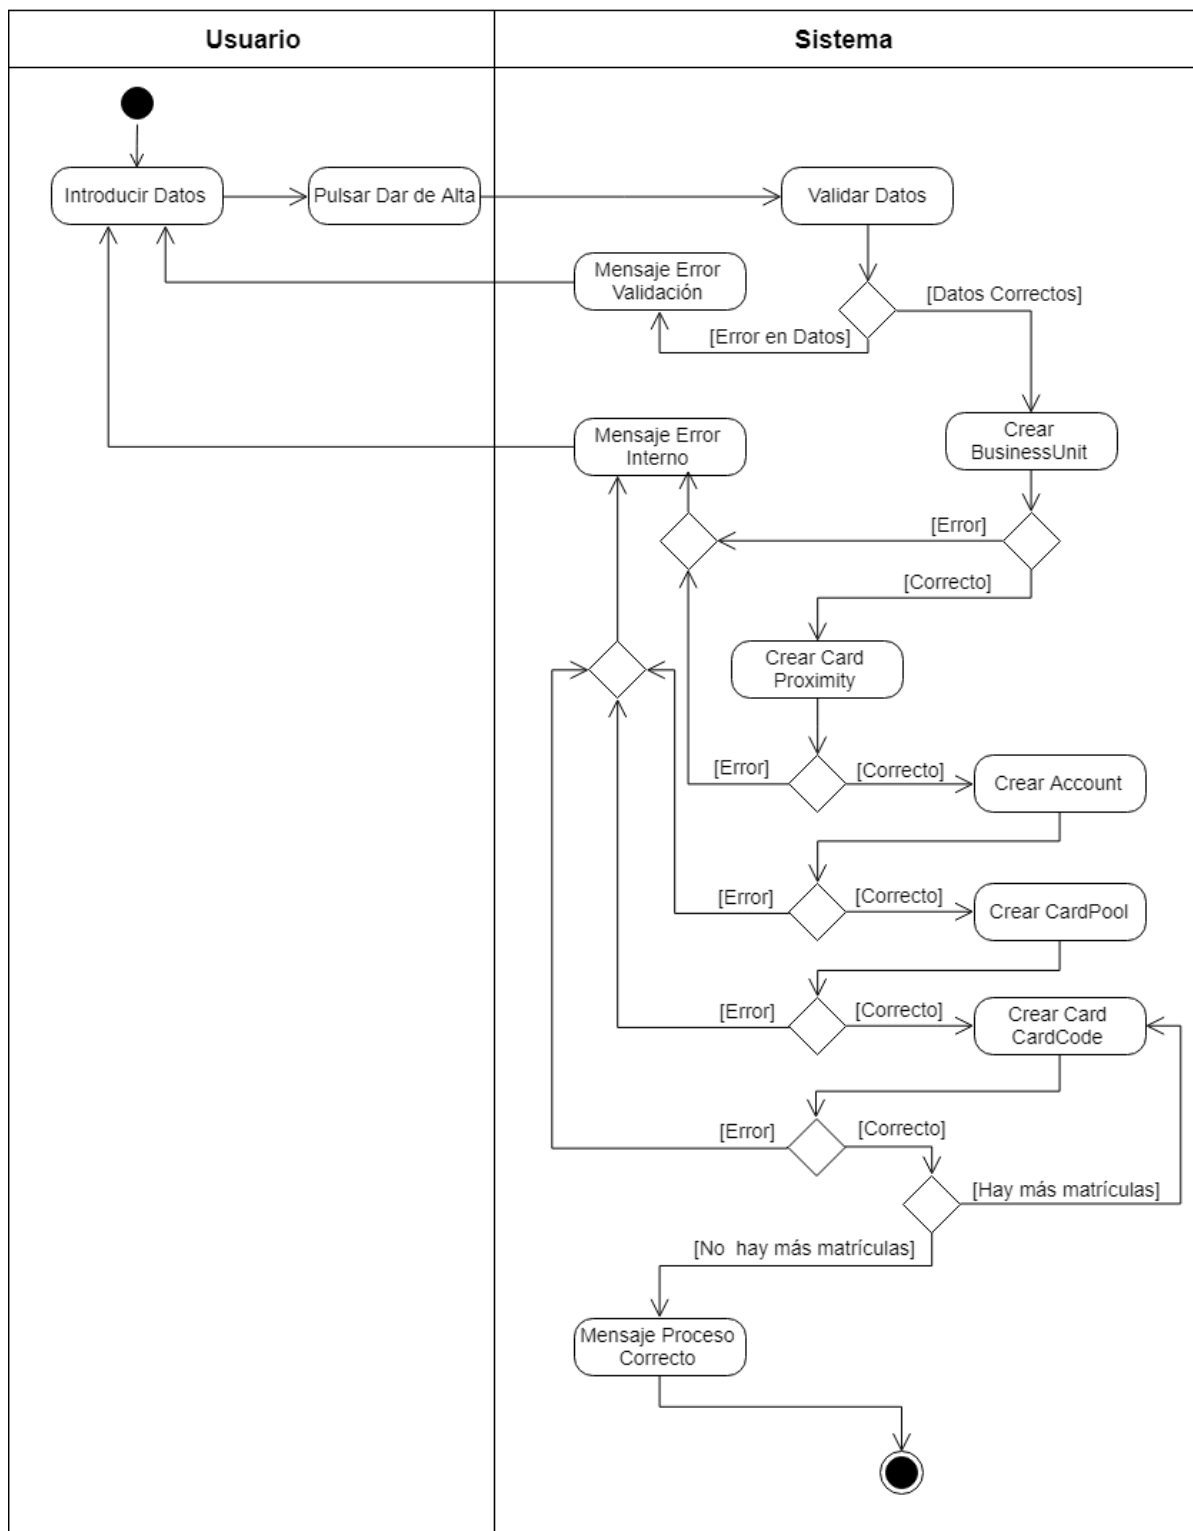 Usuario
Sistema
Introducir Datos
Pulsar Dar de Alta
Validar Datos
Mensaje Error
Validación
[Datos Correctos]
[Error en Datos]
Mensaje Error
Interno
Crear
BusinessUnit
[Error]
[Correcto]
Crear Card
Proximity
[Error]
[Correcto]
Crear Account
[Error]
[Correcto]
Crear CardPool
[Error]
[Correcto]
Crear Card
CardCode
[Error]
[Correcto]
[Hay más matrículas]
[No  hay más matrículas]
Mensaje Proceso
Correcto